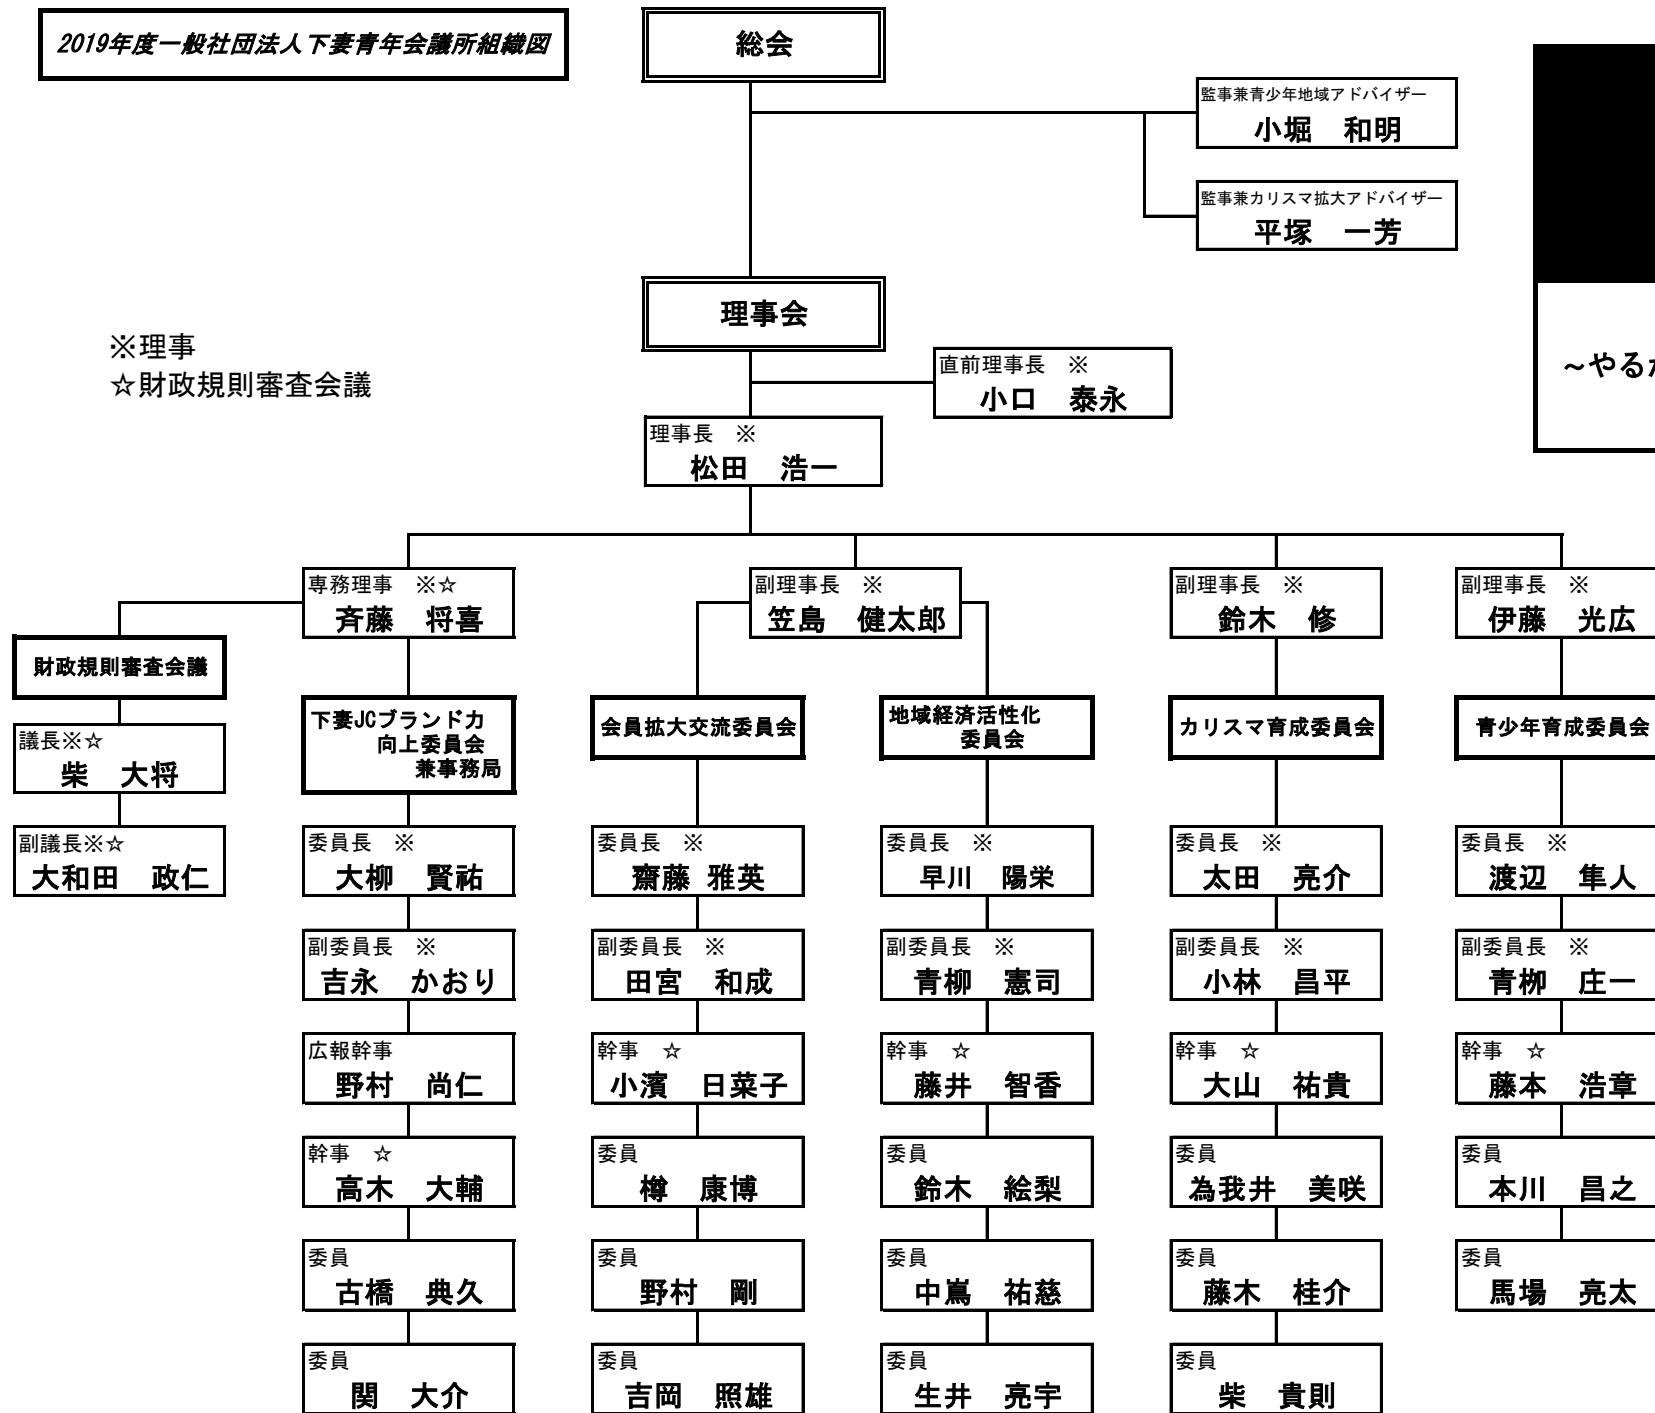 2019年度一般社団法人下妻青年会議所組織図
総会
監事兼青少年地域アドバイザー
小堀　和明
監事兼カリスマ拡大アドバイザー
平塚　一芳
理事会
※理事
☆財政規則審査会議
直前理事長　※
小口　泰永
～やるか
理事長　※
松田　浩一
専務理事　※☆
斉藤　将喜
副理事長　※
笠島　健太郎
副理事長　※
鈴木　修
副理事長　※
伊藤　光広
財政規則審査会議
議長※☆
柴　大将
副議長※☆
大和田　政仁
下妻JCブランド力
向上委員会
兼事務局
委員長　※
大柳　賢祐
副委員長　※
吉永　かおり
広報幹事
野村　尚仁
幹事　☆
高木　大輔
委員
古橋　典久
委員
関　大介
会員拡大交流委員会
委員長　※
齋藤 雅英
副委員長　※
田宮　和成
幹事　☆
小濱　日菜子
委員
樽　康博
委員
野村　剛
委員
吉岡　照雄
地域経済活性化
委員会
委員長　※
早川　陽栄
副委員長　※
青柳　憲司
幹事　☆
藤井　智香
委員
鈴木　絵梨
委員
中嶌　祐慈
委員
生井　亮宇
カリスマ育成委員会
委員長　※
太田　亮介
副委員長　※
小林　昌平
幹事　☆
大山　祐貴
委員
為我井　美咲
委員
藤木　桂介
委員
柴　貴則
青少年育成委員会
委員長　※
渡辺　隼人
副委員長　※
青栁　庄一
幹事　☆
藤本　浩章
委員
本川　昌之
委員
馬場　亮太